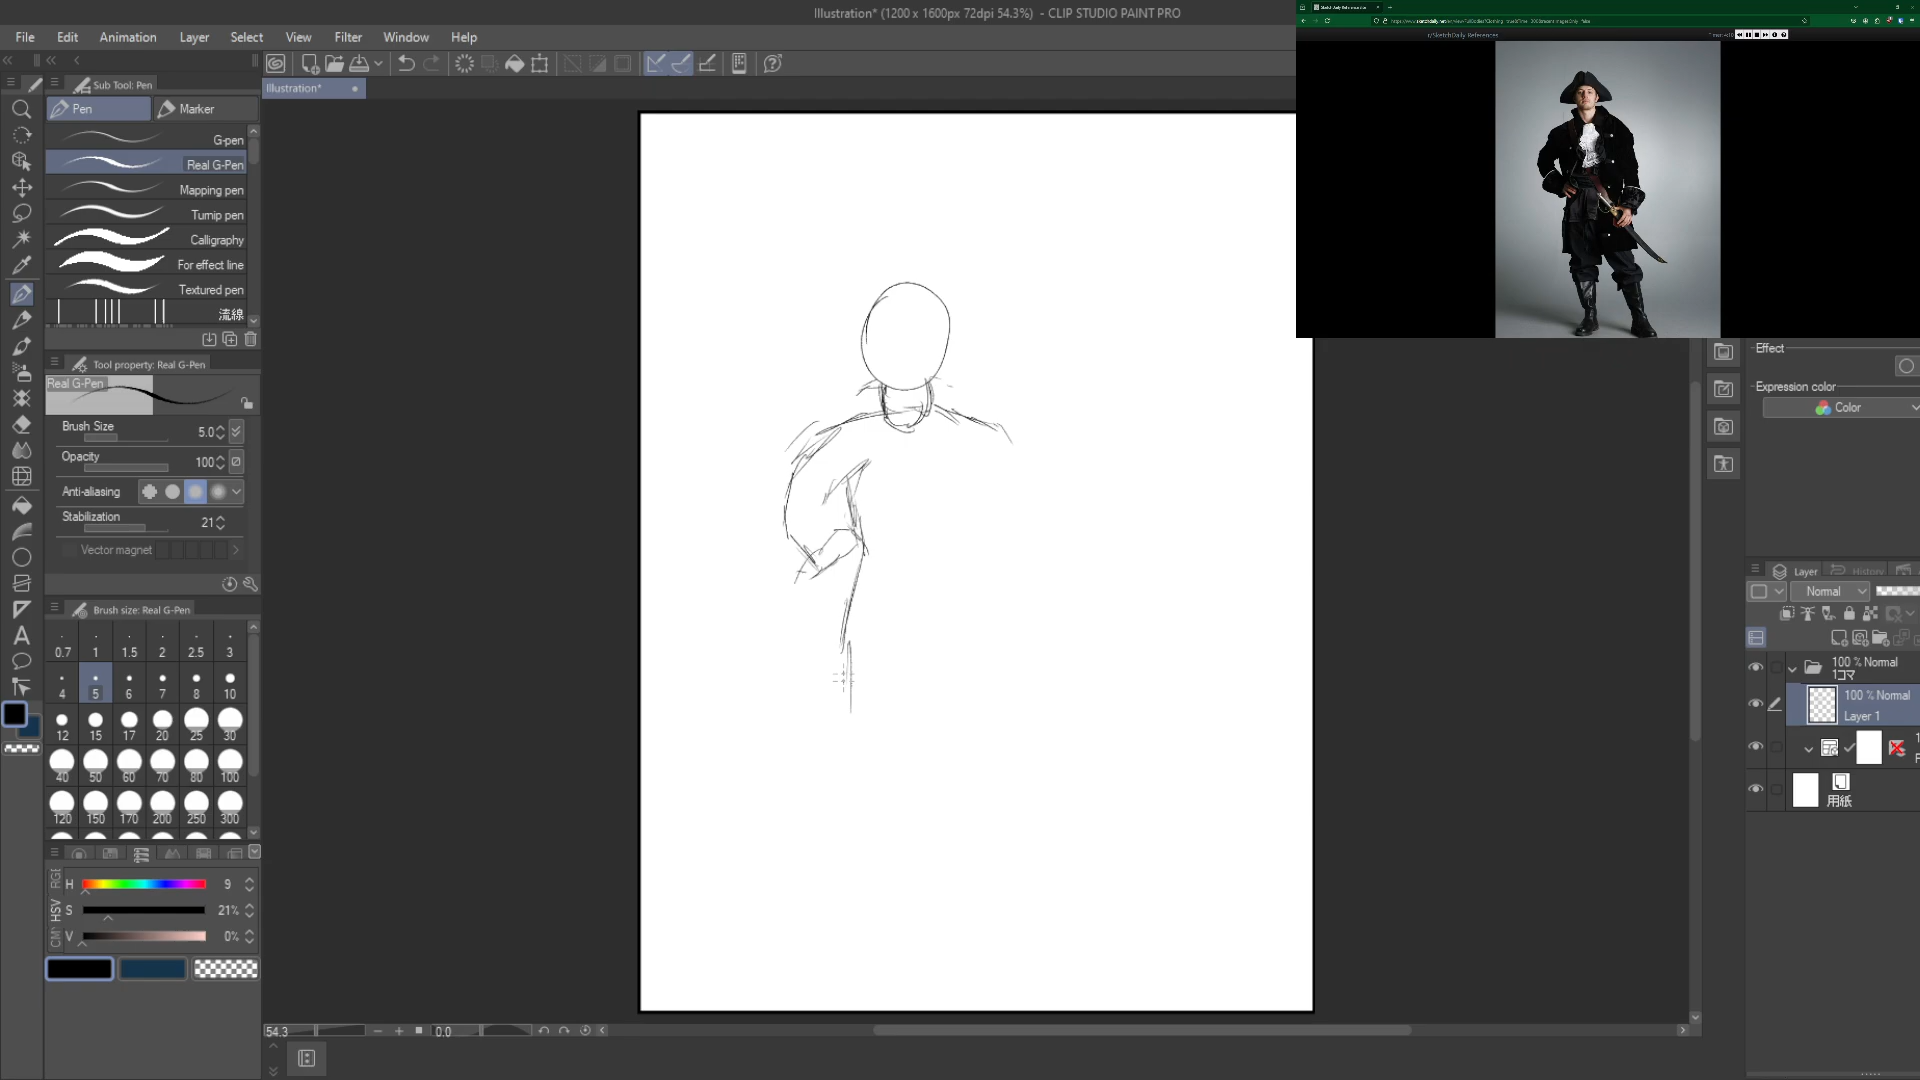 Illustration* (1200 x 1600px 72dpi 54.3%) - CLIP STUDIO PAINT PRO
File Edit Animation Layer Select View Filter Window Help
r/SketchDaily References
Sub Tool: Pen
Illustration*
Pen Marker
G-pen
Real G-Pen
Mapping pen
Turnip pen
Calligraphy
For effect line
Textured pen
流線
Tool property: Real G-Pen
Real G-Pen
Brush Size 5.0
Opacity 100
Anti-aliasing
Stabilization 21
Vector magnet
Brush size: Real G-Pen
0.7 1 1.5 2 2.5 3
4 5 6 7 8 10
12 15 17 20 25 30
40 50 60 70 80 100
120 150 170 200 250 300
RGB
HSV
H 9
S 21%
V 0%
54.3 0.0
Effect
Expression color
Color
Layer History
Normal
100 % Normal
1コマ
100 % Normal
Layer 1
用紙